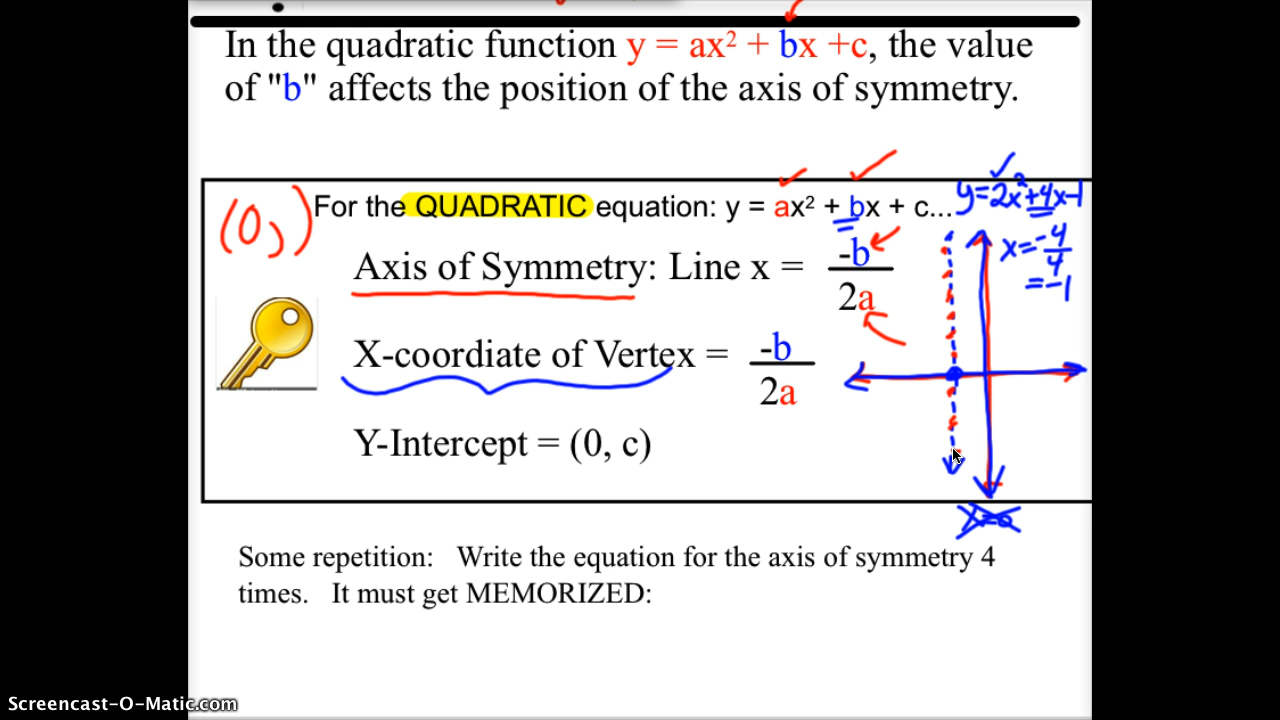 In the quadratic function y = ax² + bx +c, the value
of "b" affects the position of the axis of symmetry.
(0,)
For the QUADRATIC equation: y = ax² + bx + c...
y=2x²+4x-1
Axis of Symmetry: Line x = -b
2a
x=-4
4
=-1
X-coordiate of Vertex = -b
2a
Y-Intercept = (0, c)
Some repetition: Write the equation for the axis of symmetry 4
times. It must get MEMORIZED:
Screencast-O-Matic.com